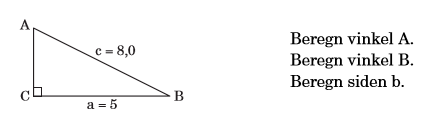 A
c = 8,0
C
B
a = 5
Beregn vinkel A.
Beregn vinkel B.
Beregn siden b.